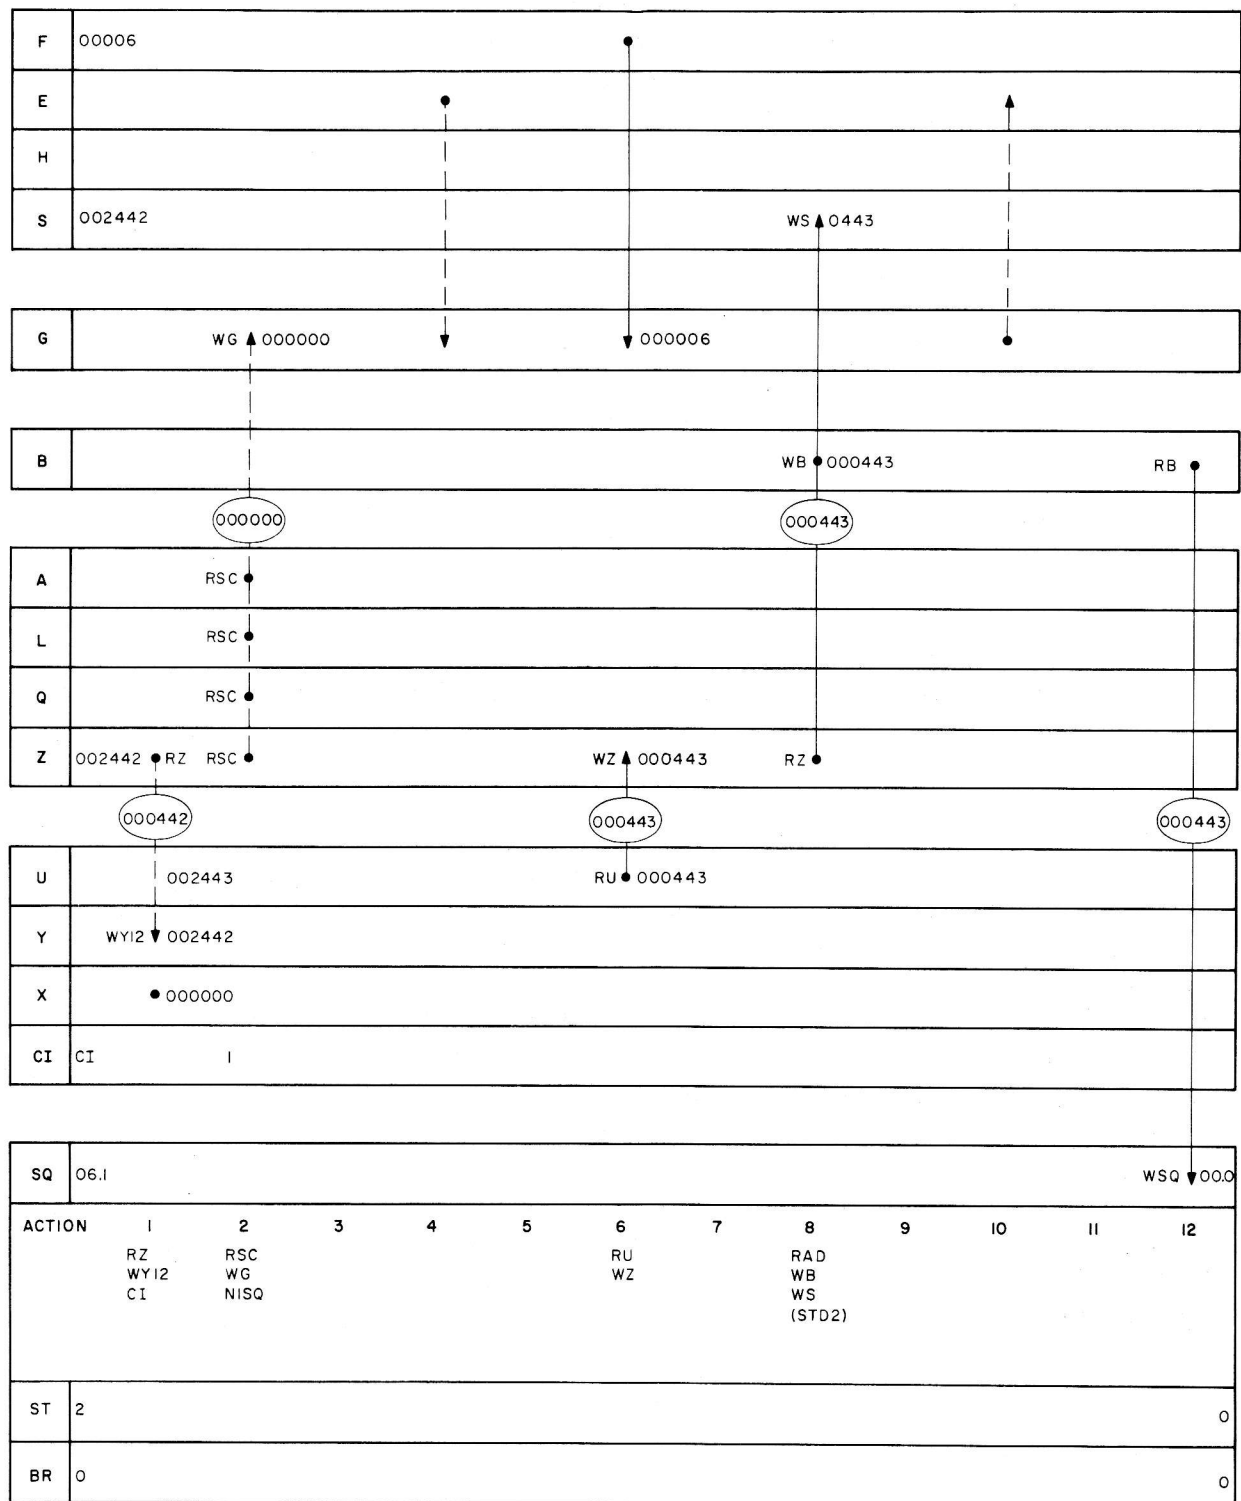 F 00006
E
H
S 002442 WS 0443
G WG 000000 000006
B WB 000443 RB
000000 000443
A RSC
L RSC
Q RSC
Z 002442 RZ RSC WZ 000443 RZ
000442 000443 000443
U 002443 RU 000443
Y WY12 002442
X 000000
CI CI 1
SQ 06.1 WSQ 00.0
ACTION 1 2 3 4 5 6 7 8 9 10 11 12
RZ RSC RU RAD
WY12 WG WZ WB
CI NISQ WS
(STD2)
ST 2 0
BR 0 0